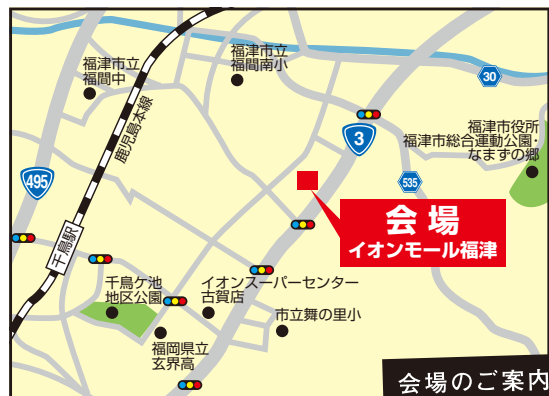 福津市立
福間中
福津市立
福間南小
30
鹿児島本線
3
福津市役所
福津市総合運動公園・
なまずの郷
495
535
会場
イオンモール福津
千鳥駅
千鳥ケ池
地区公園
イオンスーパーセンター
古賀店
市立舞の里小
福岡県立
玄界高
会場のご案内